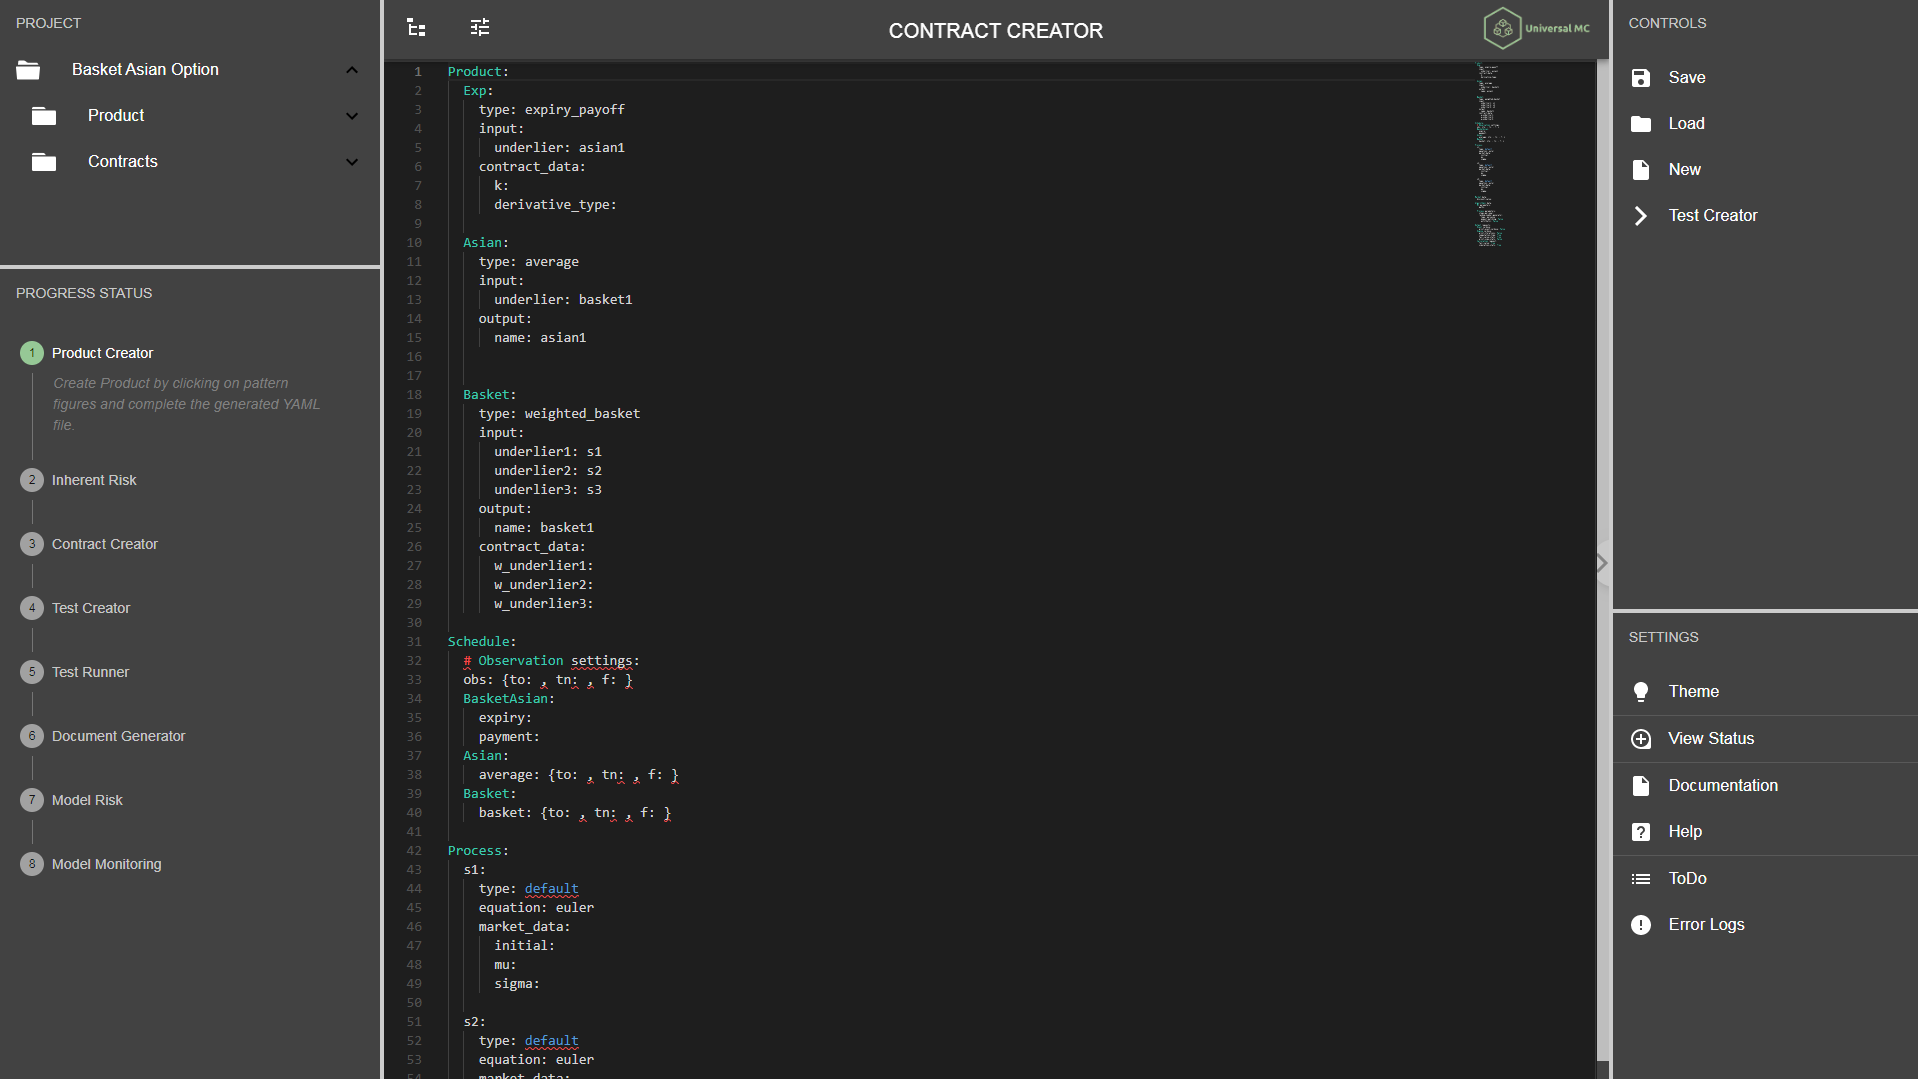 PROJECT
Basket Asian Option
Product
Contracts
PROGRESS STATUS
1 Product Creator
Create Product by clicking on pattern
figures and complete the generated YAML
file.
2 Inherent Risk
3 Contract Creator
4 Test Creator
5 Test Runner
6 Document Generator
7 Model Risk
8 Model Monitoring
CONTRACT CREATOR
Universal MC
1 Product:
2 Exp:
3 type: expiry_payoff
4 input:
5 underlier: asian1
6 contract_data:
7 k:
8 derivative_type:
9
10 Asian:
11 type: average
12 input:
13 underlier: basket1
14 output:
15 name: asian1
16
17
18 Basket:
19 type: weighted_basket
20 input:
21 underlier1: s1
22 underlier2: s2
23 underlier3: s3
24 output:
25 name: basket1
26 contract_data:
27 w_underlier1:
28 w_underlier2:
29 w_underlier3:
30
31 Schedule:
32 # Observation settings:
33 obs: {to: , tn: , f: }
34 BasketAsian:
35 expiry:
36 payment:
37 Asian:
38 average: {to: , tn: , f: }
39 Basket:
40 basket: {to: , tn: , f: }
41
42 Process:
43 s1:
44 type: default
45 equation: euler
46 market_data:
47 initial:
48 mu:
49 sigma:
50
51 s2:
52 type: default
53 equation: euler
54 market_data:
CONTROLS
Save
Load
New
Test Creator
SETTINGS
Theme
View Status
Documentation
Help
ToDo
Error Logs